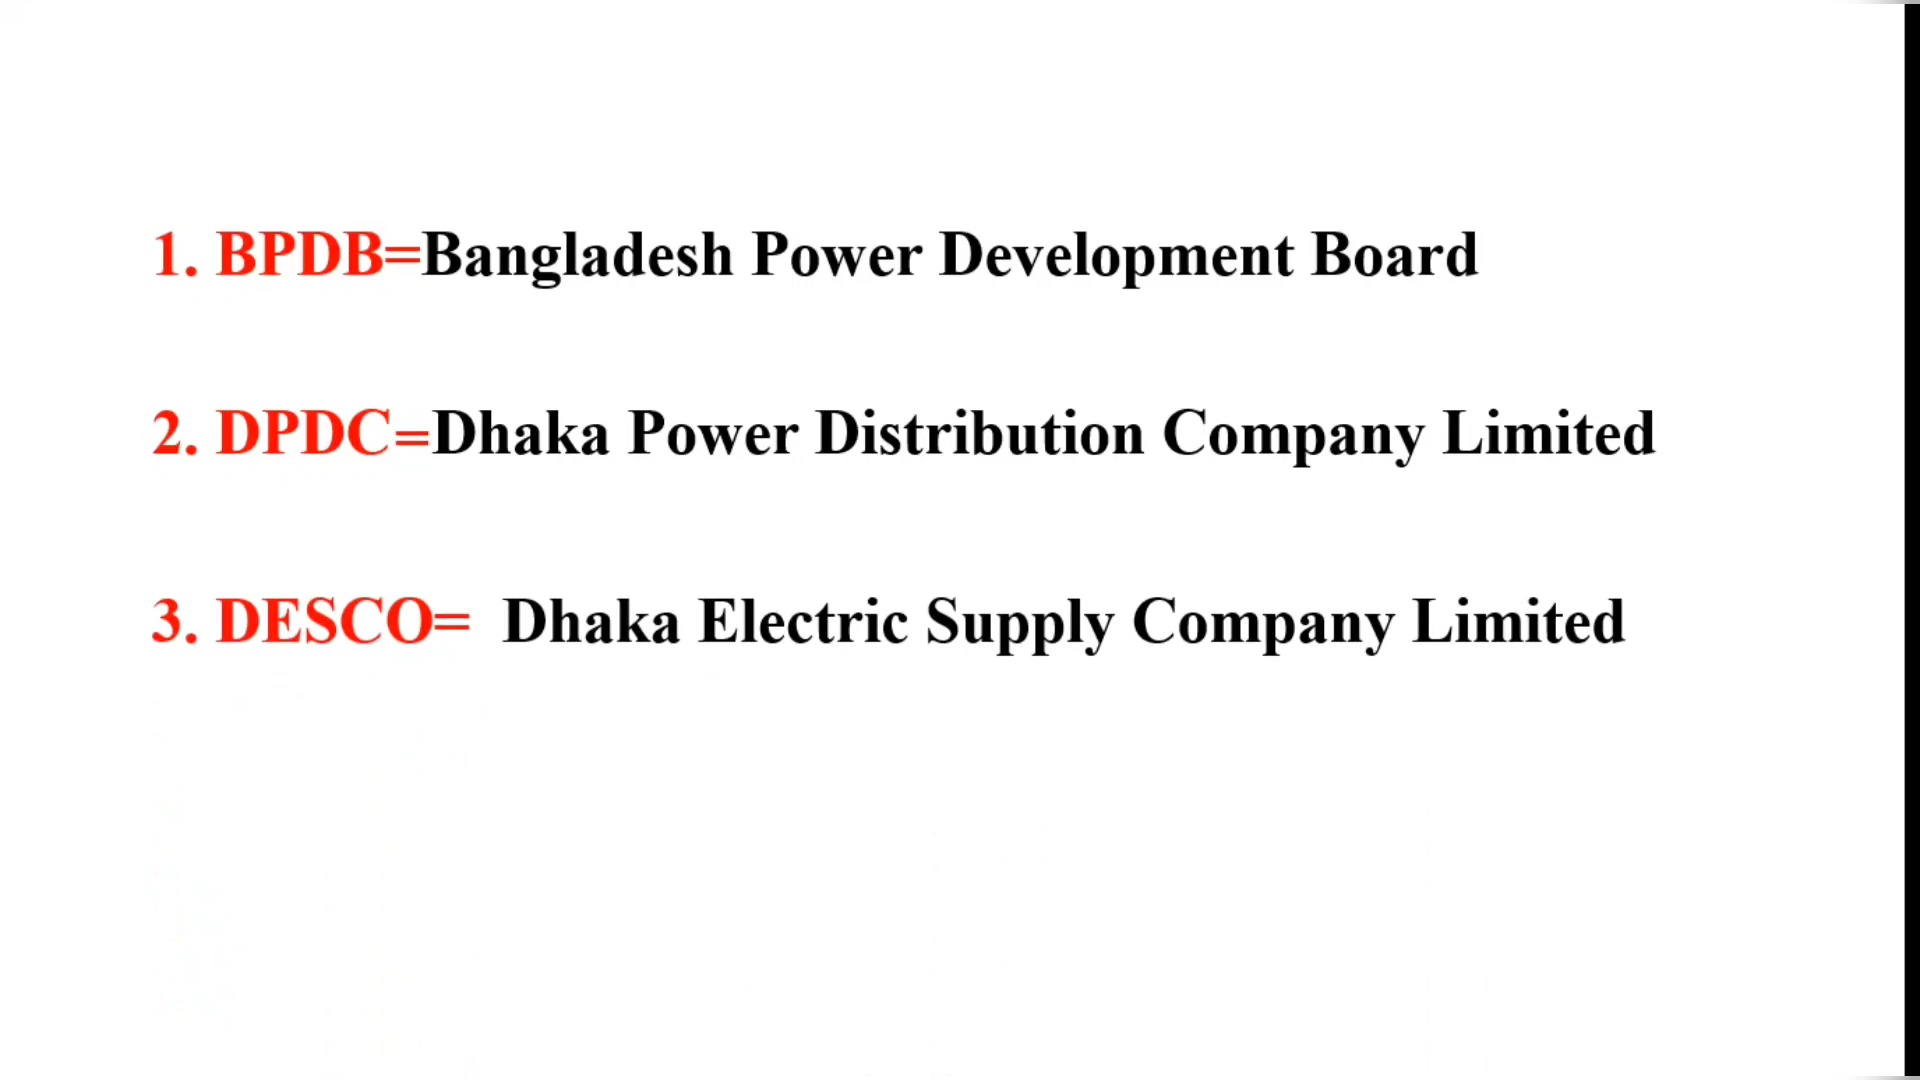 1. BPDB=Bangladesh Power Development Board
2. DPDC=Dhaka Power Distribution Company Limited
3. DESCO=  Dhaka Electric Supply Company Limited